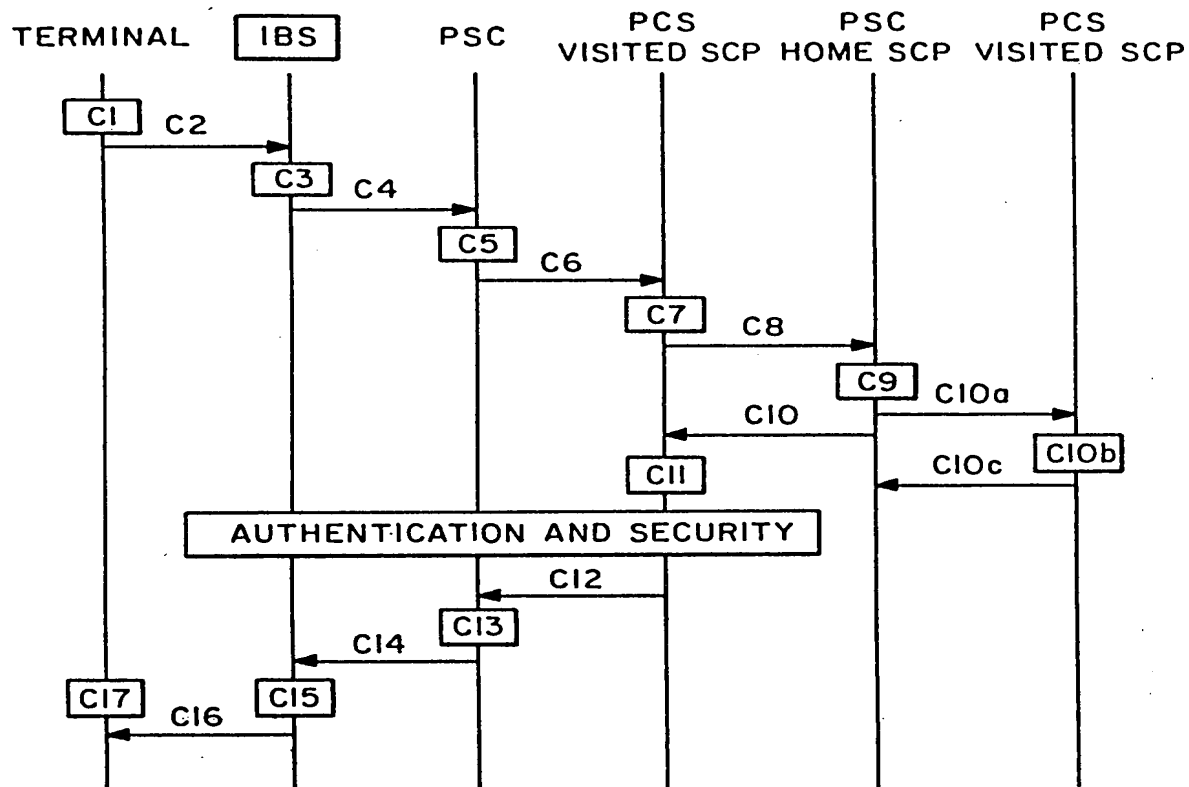 TERMINAL
IBS
PSC
PCS
VISITED SCP
PSC
HOME SCP
PCS
VISITED SCP
C1
C2
C3
C4
C5
C6
C7
C8
C9
C10a
C10
C10b
C10c
C11
AUTHENTICATION AND SECURITY
C12
C13
C14
C17
C15
C16